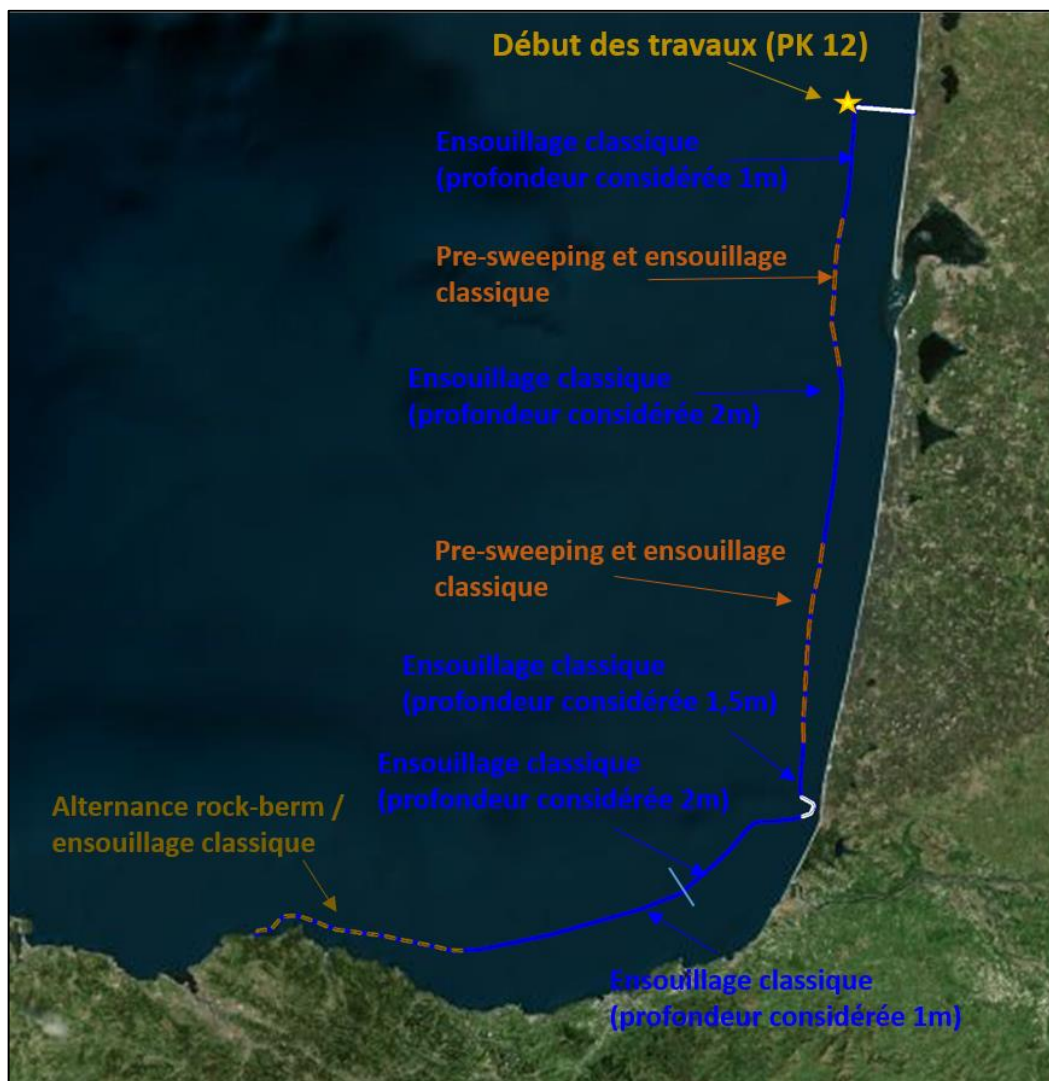 Début des travaux (PK 12)
Ensouillage classique
(profondeur considérée 1m)
Pre-sweeping et ensouillage
classique
Ensouillage classique
(profondeur considérée 2m)
Pre-sweeping et ensouillage
classique
Ensouillage classique
(profondeur considérée 1,5m)
Ensouillage classique
(profondeur considérée 2m)
Alternance rock-berm /
ensouillage classique
Ensouillage classique
(profondeur considérée 1m)